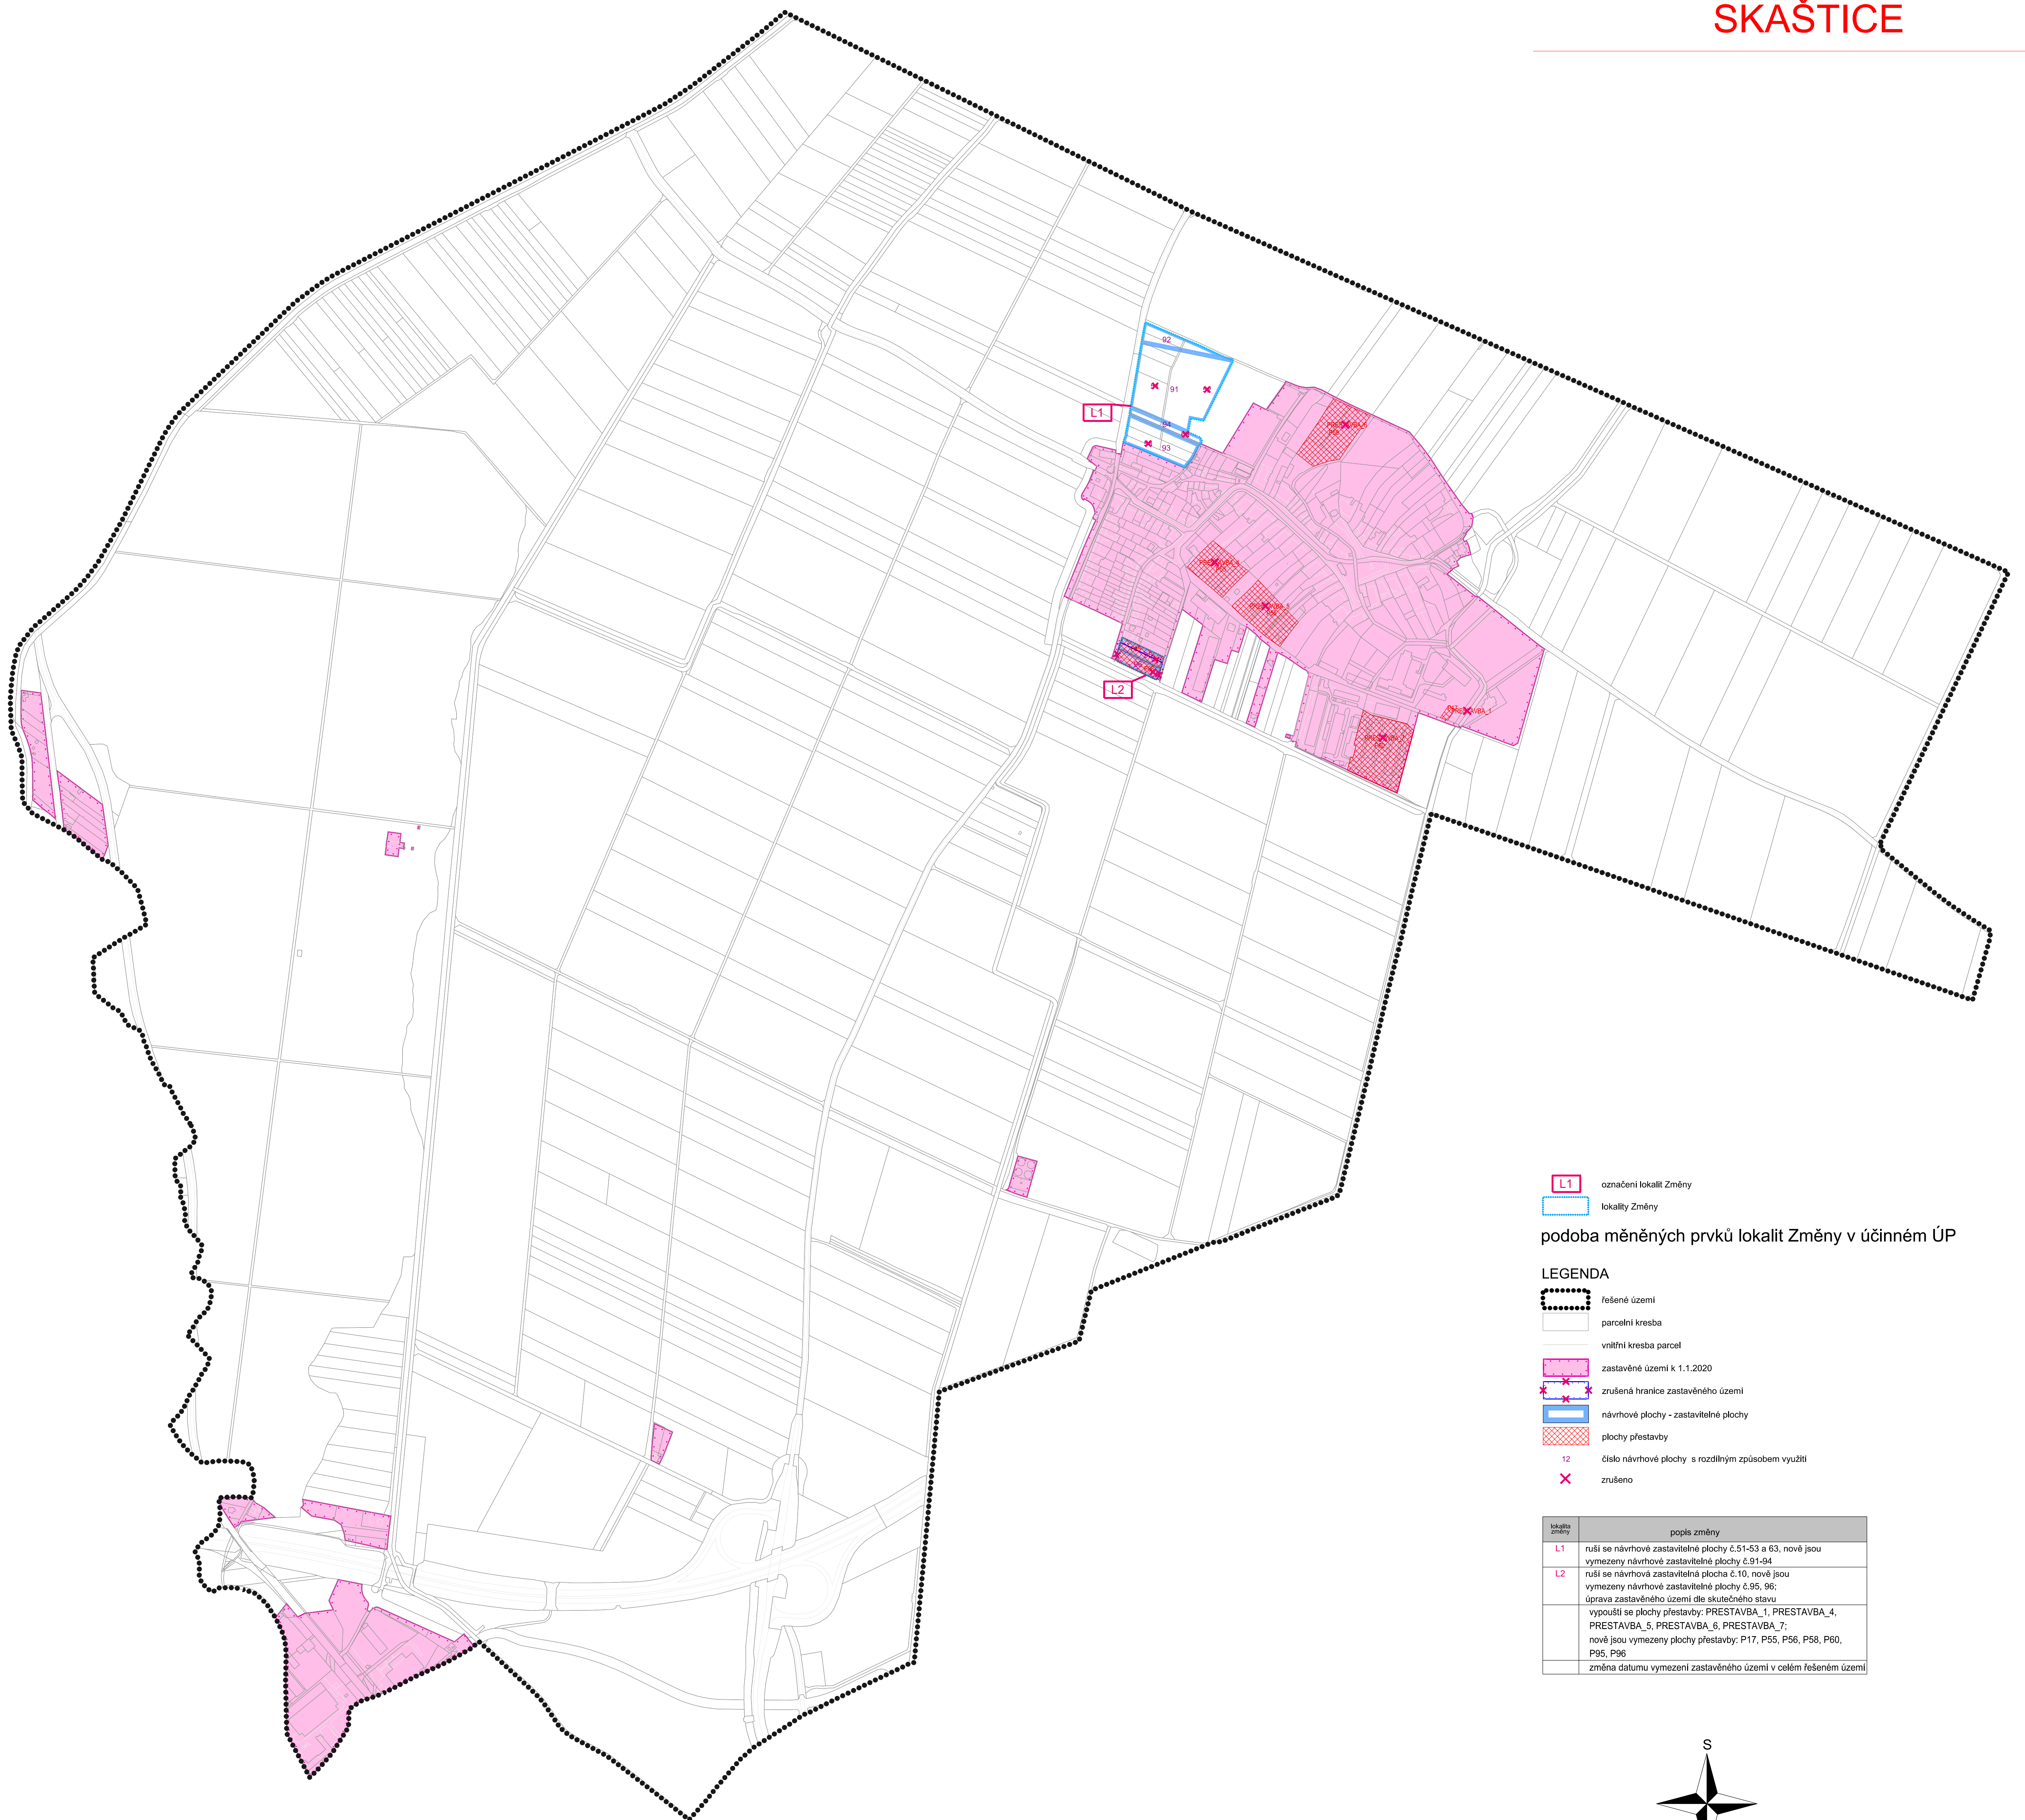 SKAŠTICE
92
91
L1
94
93
PRESTAVBA_6
PRESTAVBA_4
PRESTAVBA_5
L2
PRESTAVBA_1
L1 označení lokalit Změny
lokality Změny
podoba měněných prvků lokalit Změny v účinném ÚP
LEGENDA
řešené území
parcelní kresba
vnitřní kresba parcel
zastavěné území k 1.1.2020
zrušená hranice zastavěného území
návrhové plochy - zastavitelné plochy
plochy přestavby
12 číslo návrhové plochy s rozdílným způsobem využití
zrušeno
lokalita
změny popis změny
L1 ruší se návrhové zastavitelné plochy č.51-53 a 63, nově jsou
vymezeny návrhové zastavitelné plochy č.91-94
L2 ruší se návrhová zastavitelná plocha č.10, nově jsou
vymezeny návrhové zastavitelné plochy č.95, 96;
úprava zastavěného území dle skutečného stavu
vypouští se plochy přestavby: PRESTAVBA_1, PRESTAVBA_4,
PRESTAVBA_5, PRESTAVBA_6, PRESTAVBA_7;
nově jsou vymezeny plochy přestavby: P17, P55, P56, P58, P60,
P95, P96
změna datumu vymezení zastavěného území v celém řešeném území
S